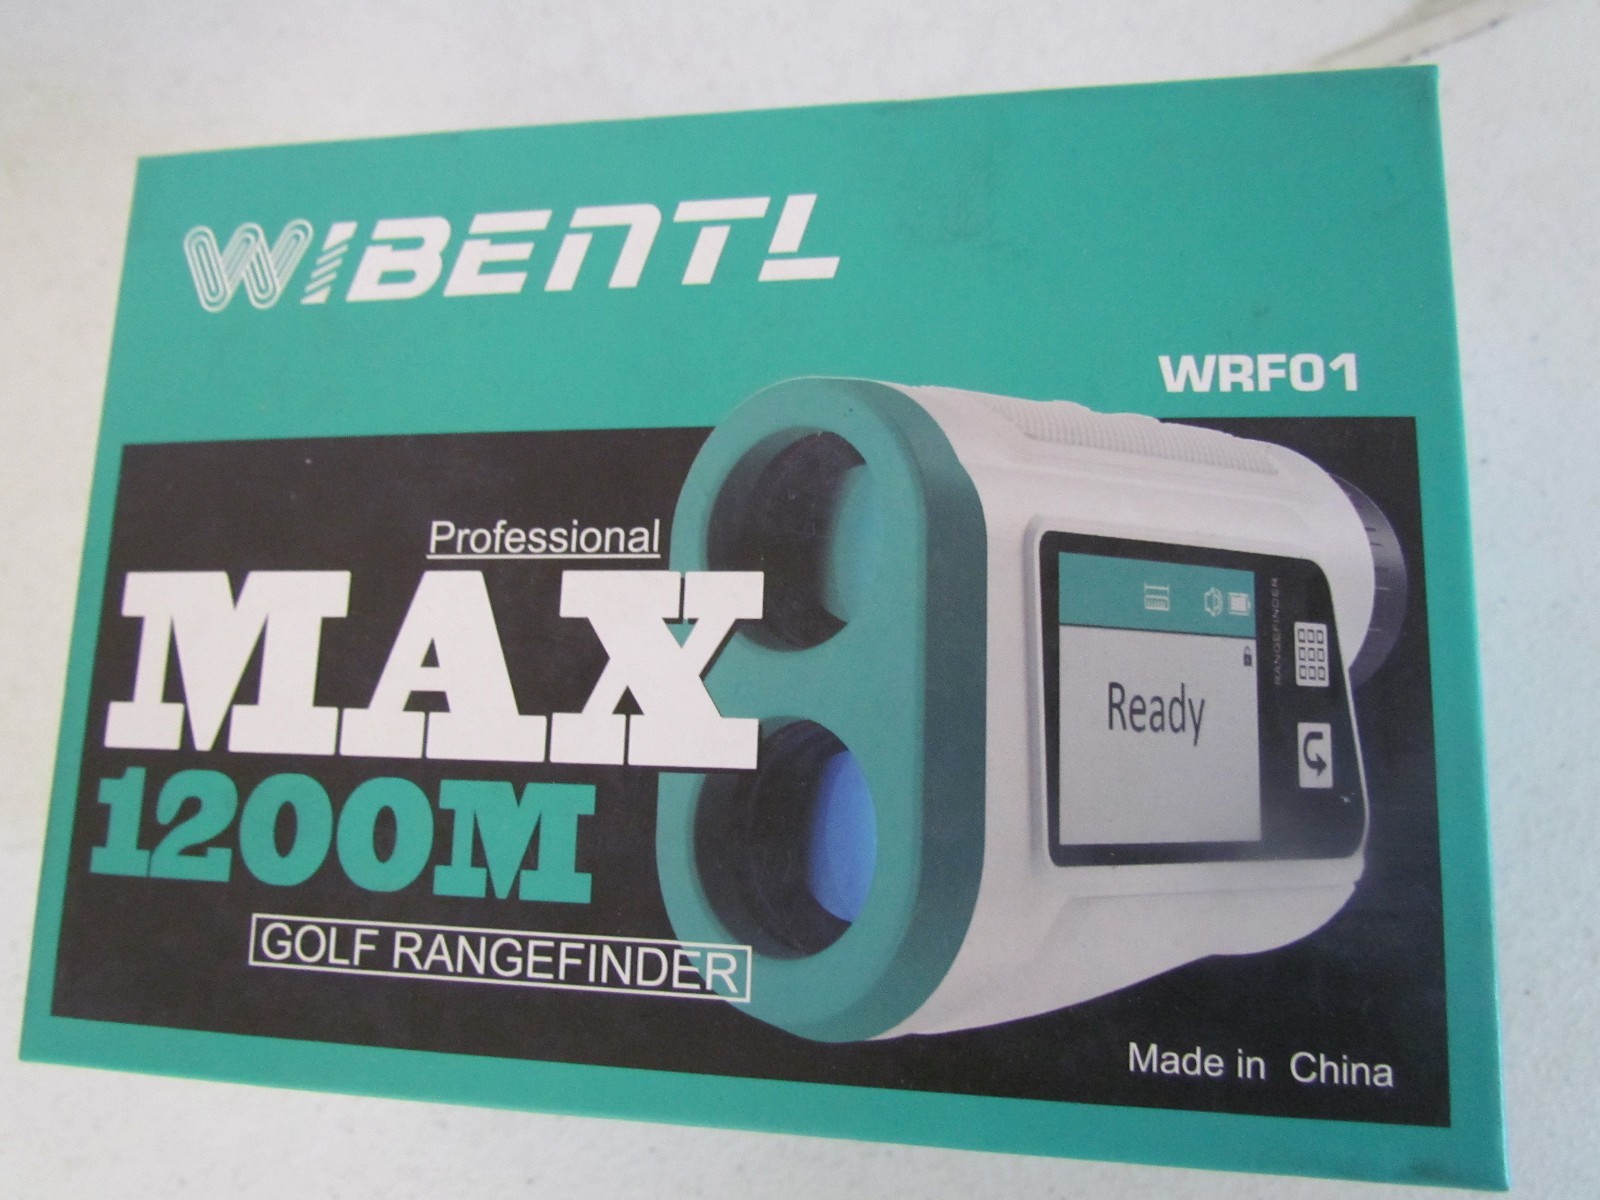 WIBENTL
WRF01
Professional
MAX
1200M
GOLF RANGEFINDER
Ready
RANGEFINDER
Made in China